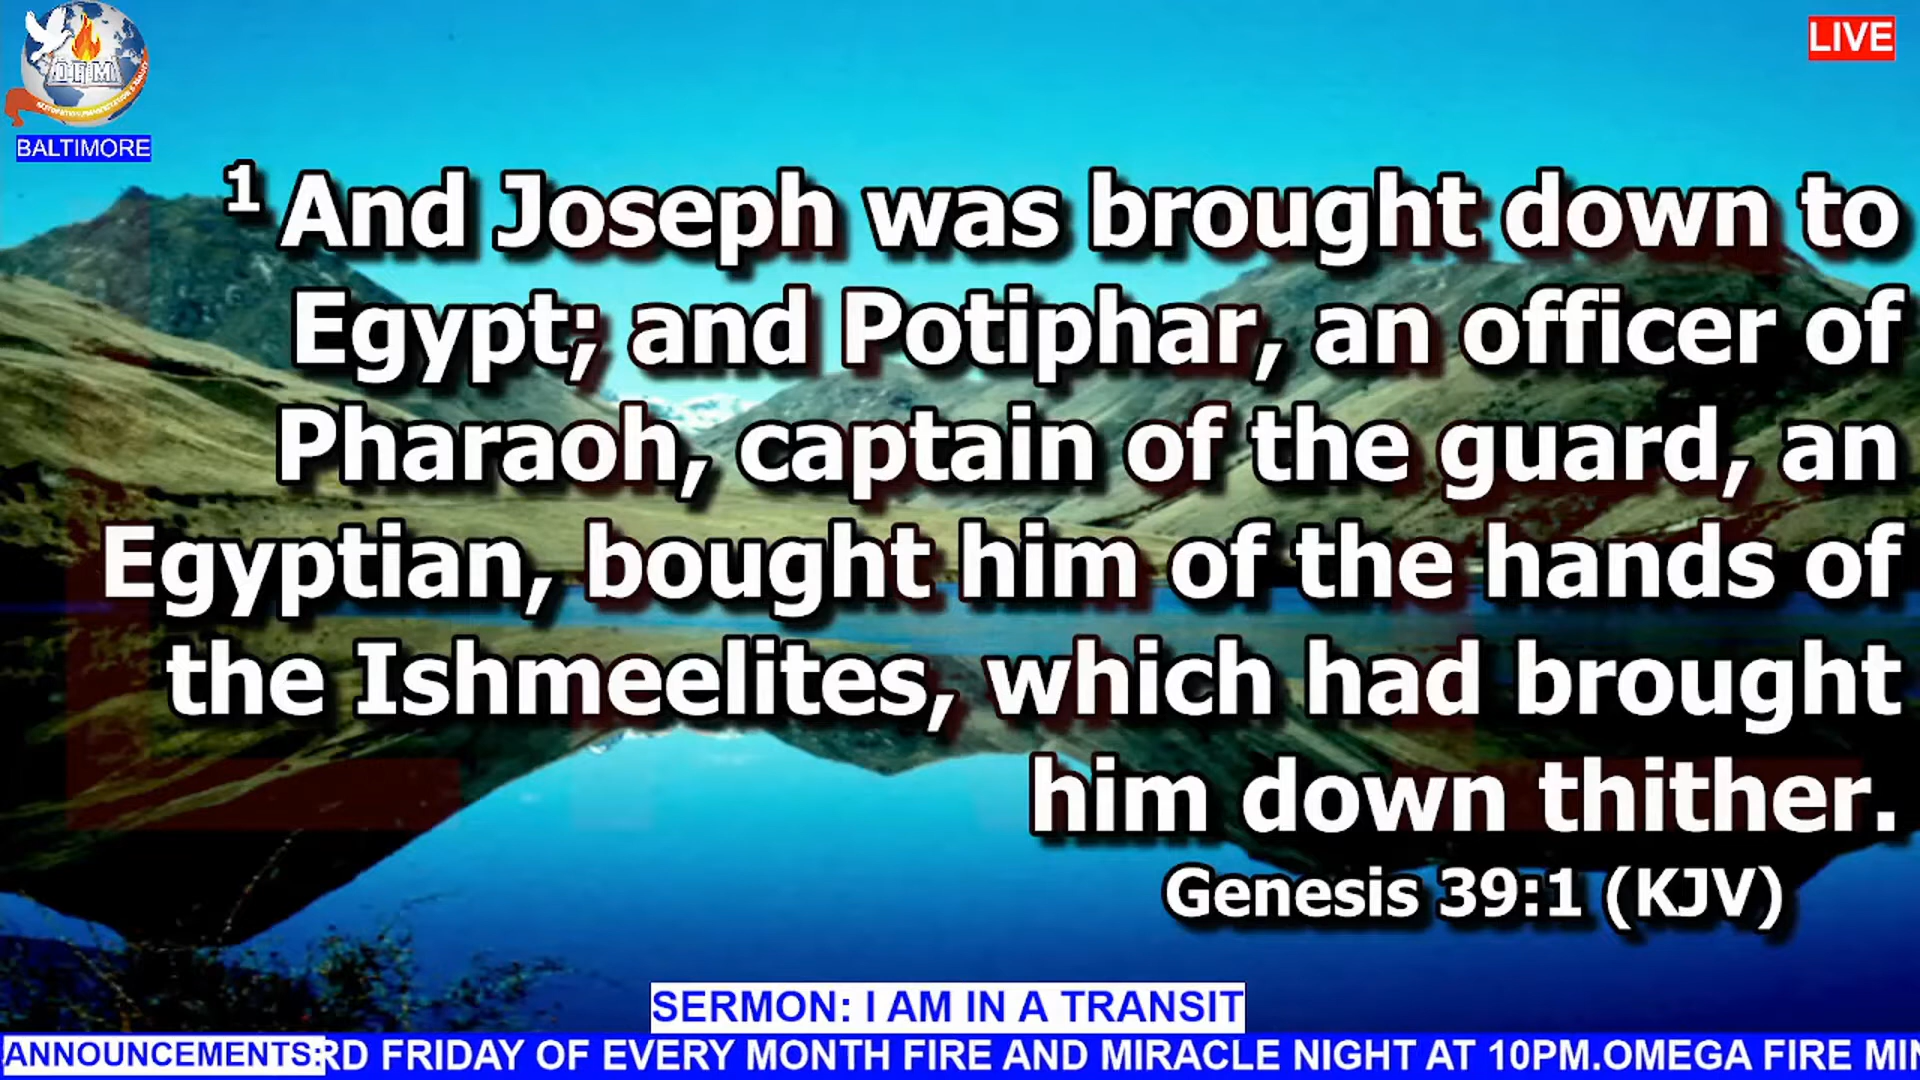 OFM
BALTIMORE
LIVE
1 And Joseph was brought down to
Egypt; and Potiphar, an officer of
Pharaoh, captain of the guard, an
Egyptian, bought him of the hands of
the Ishmeelites, which had brought
him down thither.
Genesis 39:1 (KJV)
SERMON: I AM IN A TRANSIT
ANNOUNCEMENTS: RD FRIDAY OF EVERY MONTH FIRE AND MIRACLE NIGHT AT 10PM.OMEGA FIRE MIN